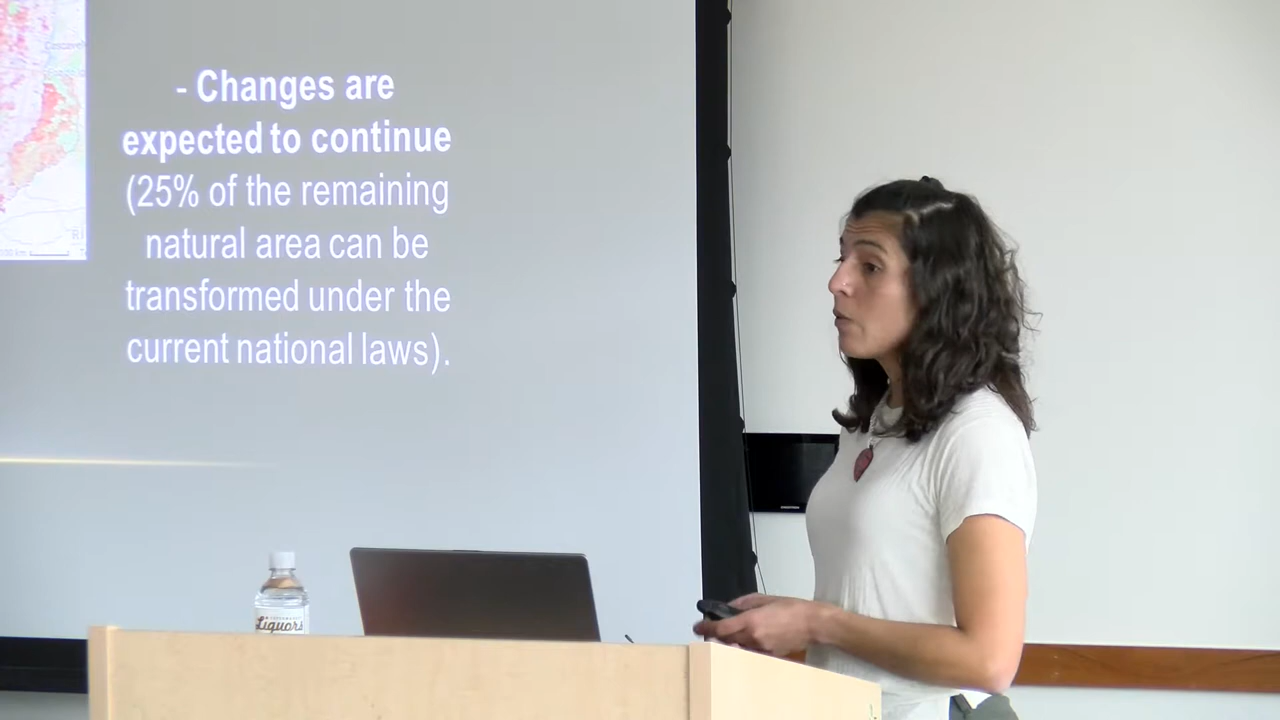 - Changes are
expected to continue
(25% of the remaining
natural area can be
transformed under the
current national laws).
Liquors